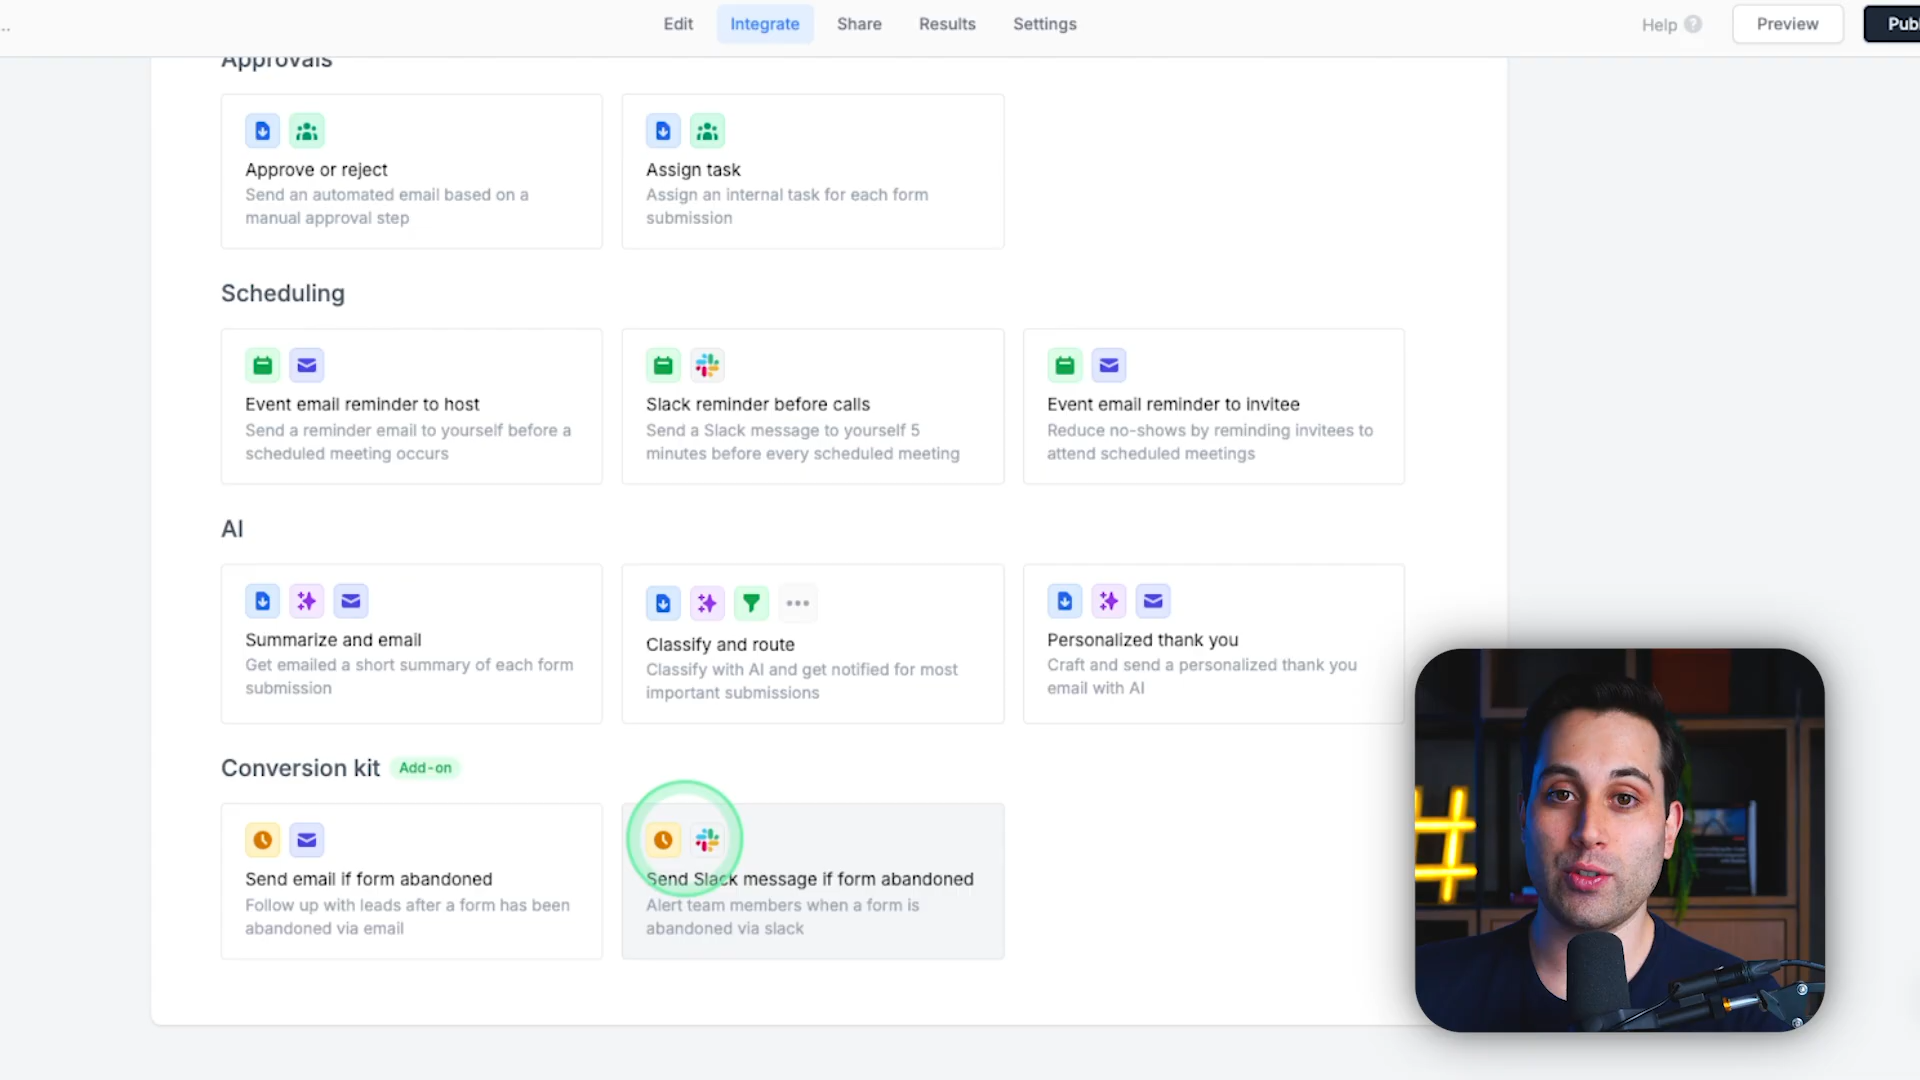 Edit Integrate Share Results Settings Help Preview
Approvals
Approve or reject
Send an automated email based on a
manual approval step
Assign task
Assign an internal task for each form
submission
Scheduling
Event email reminder to host
Send a reminder email to yourself before a
scheduled meeting occurs
Slack reminder before calls
Send a Slack message to yourself 5
minutes before every scheduled meeting
Event email reminder to invitee
Reduce no-shows by reminding invitees to
attend scheduled meetings
AI
Summarize and email
Get emailed a short summary of each form
submission
Classify and route
Classify with AI and get notified for most
important submissions
Personalized thank you
Craft and send a personalized thank you
email with AI
Conversion kit Add-on
Send email if form abandoned
Follow up with leads after a form has been
abandoned via email
Send Slack message if form abandoned
Alert team members when a form is
abandoned via slack